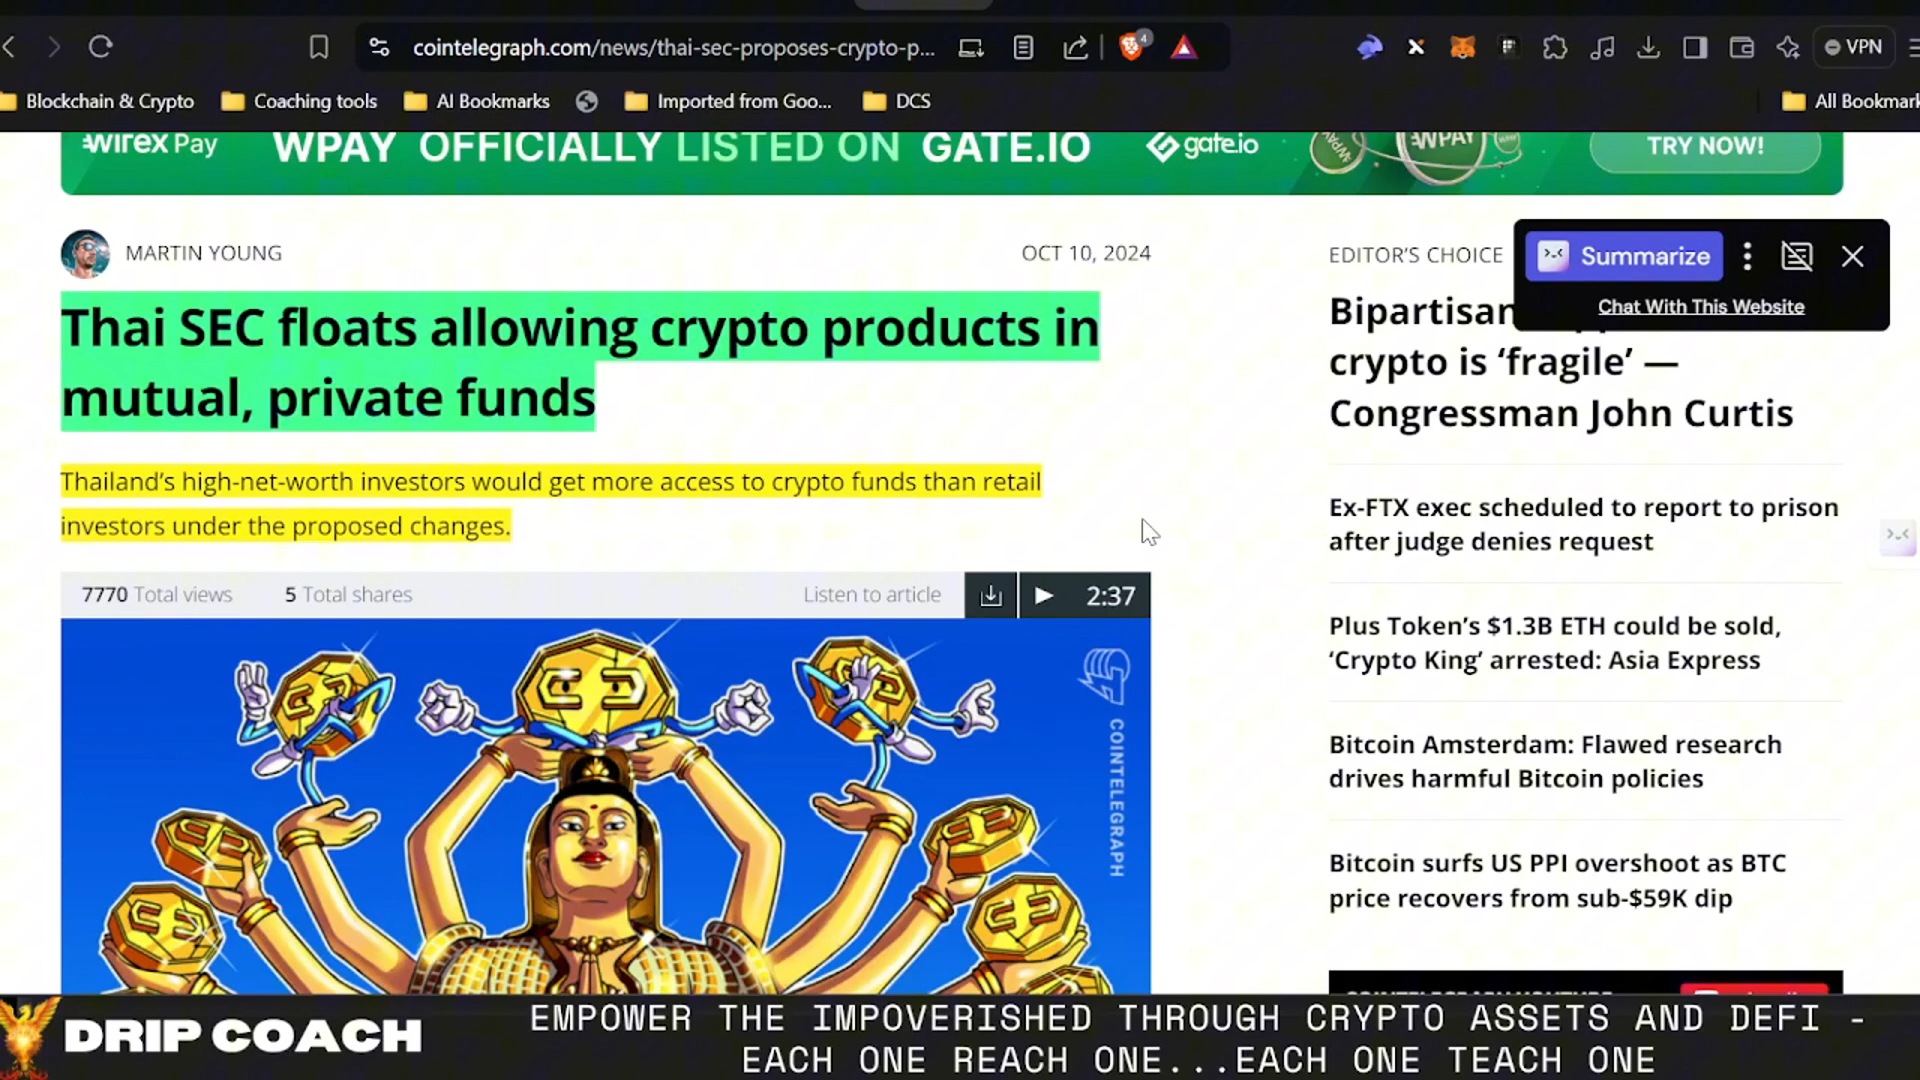 cointelegraph.com/news/thai-sec-proposes-crypto-p...
4
VPN
Blockchain & Crypto
Coaching tools
AI Bookmarks
Imported from Goo...
DCS
All Bookmark
wirex Pay
WPAY OFFICIALLY LISTED ON GATE.IO
gate.io
WPAY
TRY NOW!
MARTIN YOUNG
OCT 10, 2024
Thai SEC floats allowing crypto products in
mutual, private funds
Thailand's high-net-worth investors would get more access to crypto funds than retail
investors under the proposed changes.
7770 Total views
5 Total shares
Listen to article
2:37
COINTELEGRAPH
EDITOR'S CHOICE
Summarize
Chat With This Website
Bipartisan
crypto is ‘fragile’ —
Congressman John Curtis
Ex-FTX exec scheduled to report to prison
after judge denies request
Plus Token’s $1.3B ETH could be sold,
‘Crypto King’ arrested: Asia Express
Bitcoin Amsterdam: Flawed research
drives harmful Bitcoin policies
Bitcoin surfs US PPI overshoot as BTC
price recovers from sub-$59K dip
DRIP COACH
EMPOWER THE IMPOVERISHED THROUGH CRYPTO ASSETS AND DEFI -
EACH ONE REACH ONE...EACH ONE TEACH ONE